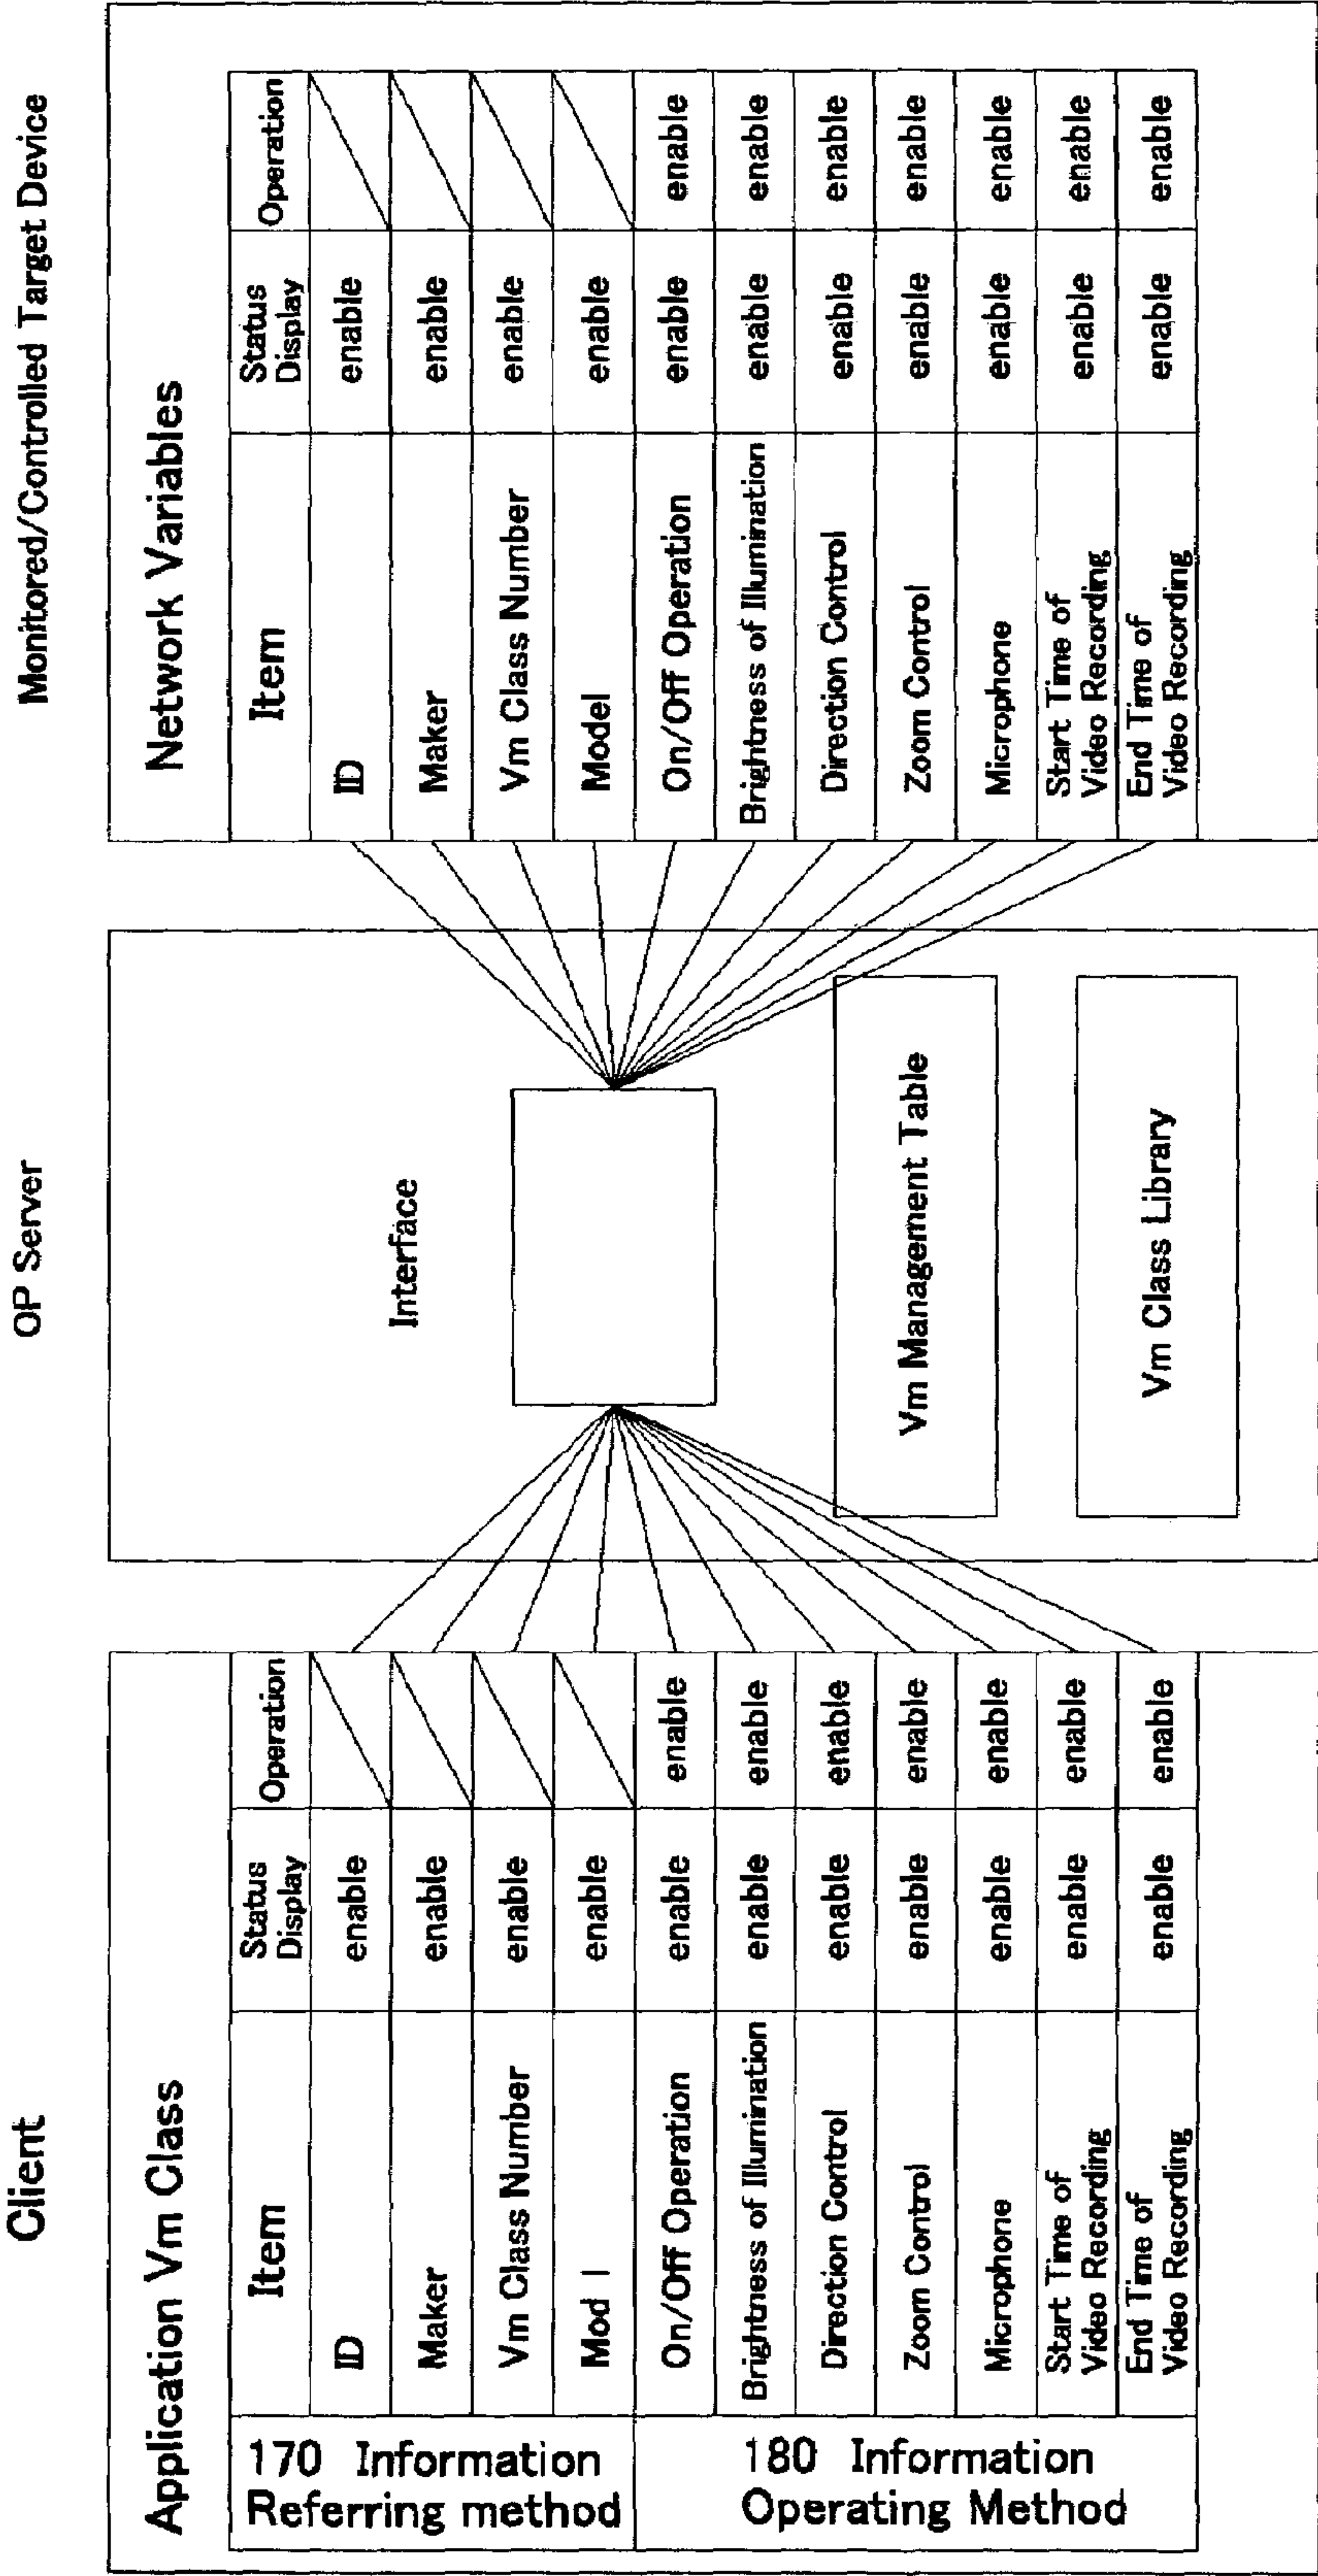 Client
Application Vm Class
Item
Status
Display
Operation
170 Information
Referring method
ID
enable
Maker
enable
Vm Class Number
enable
Mod l
enable
180 Information
Operating Method
On/Off Operation
enable
enable
Brightness of Illumination
enable
enable
Direction Control
enable
enable
Zoom Control
enable
enable
Microphone
enable
enable
Start Time of
Video Recording
enable
enable
End Time of
Video Recording
enable
enable
OP Server
Interface
Vm Management Table
Vm Class Library
Monitored/Controlled Target Device
Network Variables
Item
Status
Display
Operation
ID
enable
Maker
enable
Vm Class Number
enable
Model
enable
On/Off Operation
enable
enable
Brightness of Illumination
enable
enable
Direction Control
enable
enable
Zoom Control
enable
enable
Microphone
enable
enable
Start Time of
Video Recording
enable
enable
End Time of
Video Recording
enable
enable